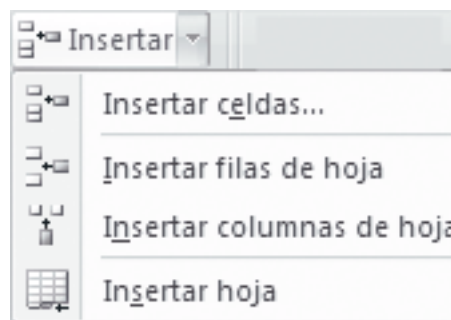 Insertar
Insertar celdas...
Insertar filas de hoja
Insertar columnas de hoja
Insertar hoja